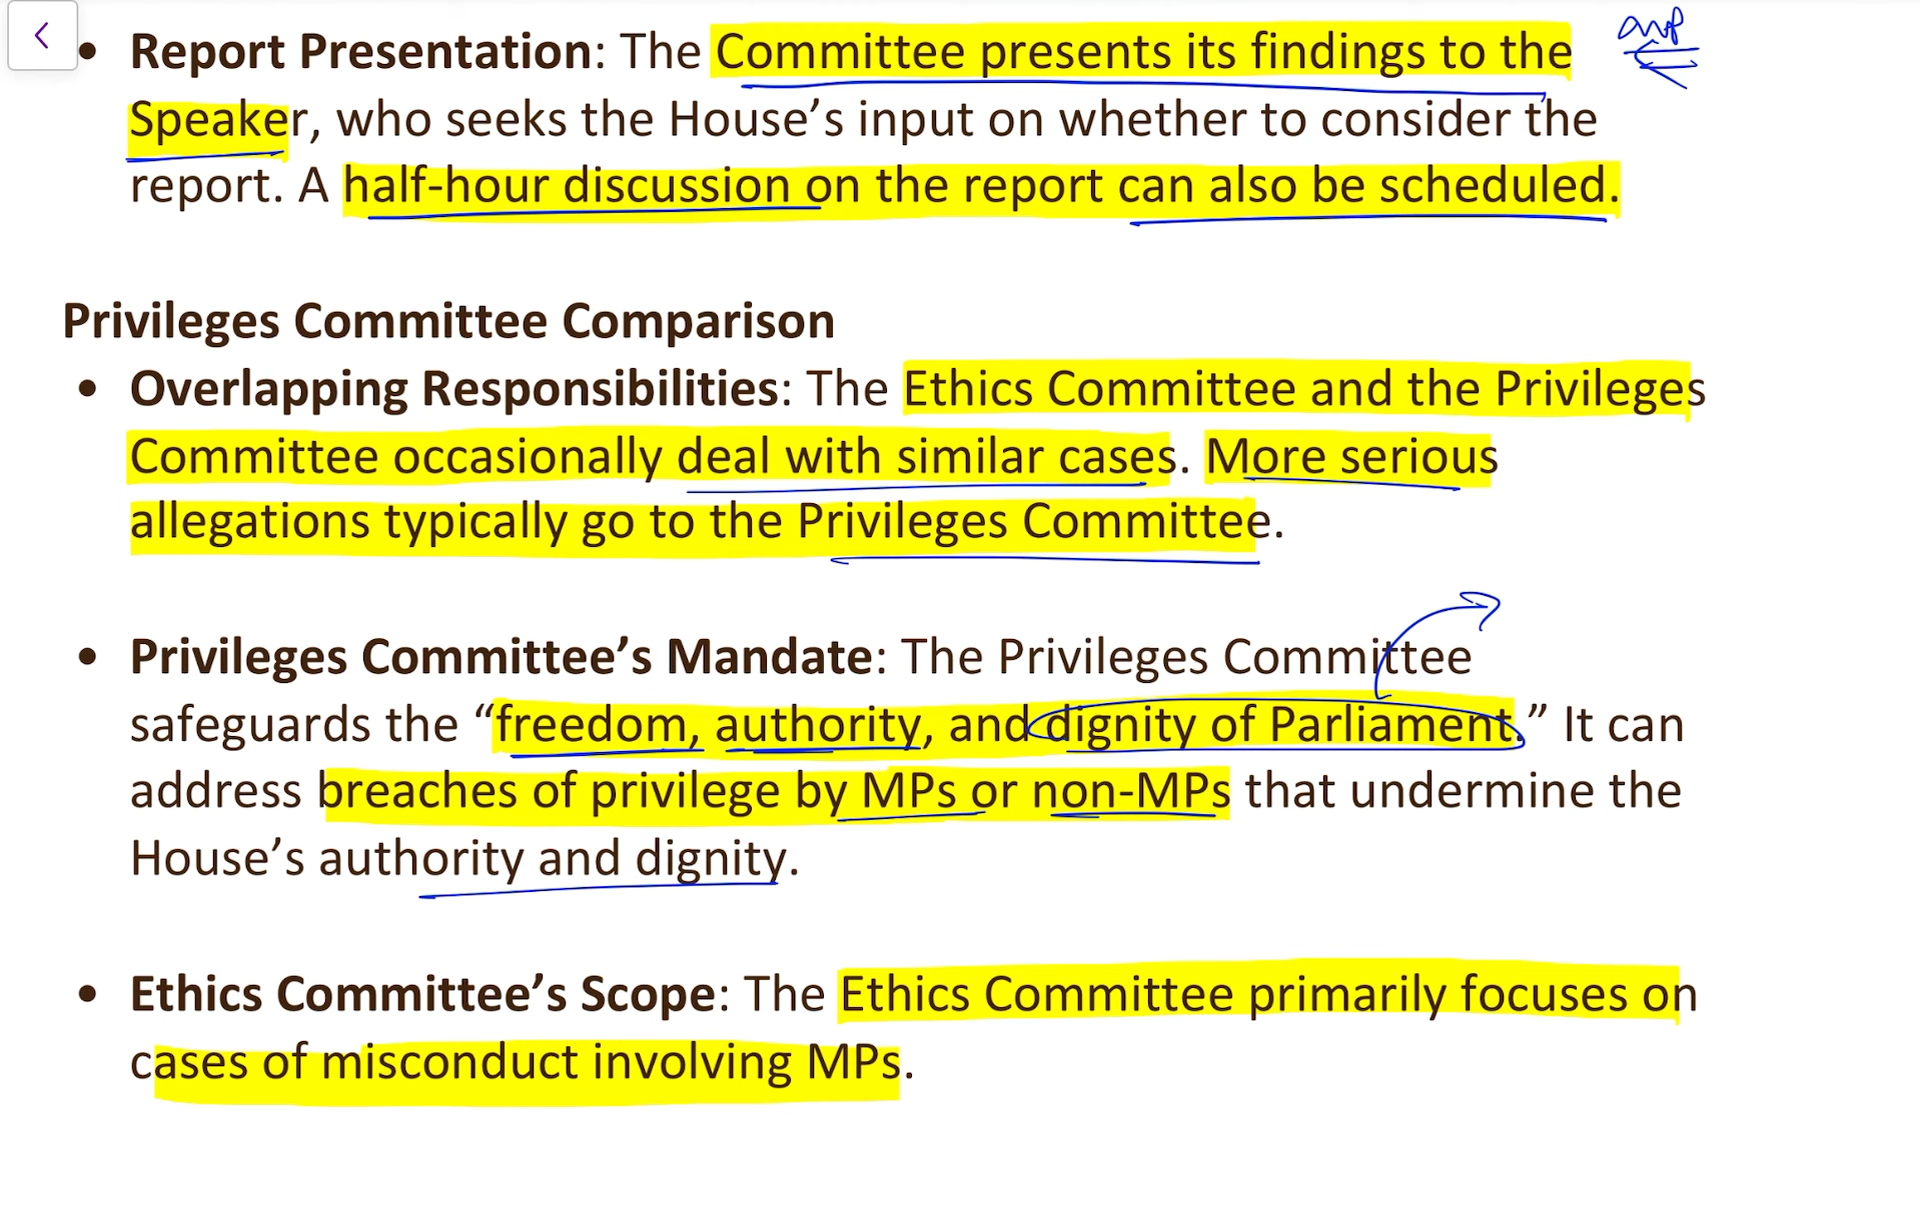 • Report Presentation: The Committee presents its findings to the
Speaker, who seeks the House’s input on whether to consider the
report. A half-hour discussion on the report can also be scheduled.
Privileges Committee Comparison
• Overlapping Responsibilities: The Ethics Committee and the Privileges
Committee occasionally deal with similar cases. More serious
allegations typically go to the Privileges Committee.
• Privileges Committee’s Mandate: The Privileges Committee
safeguards the “freedom, authority, and dignity of Parliament.” It can
address breaches of privilege by MPs or non-MPs that undermine the
House’s authority and dignity.
• Ethics Committee’s Scope: The Ethics Committee primarily focuses on
cases of misconduct involving MPs.